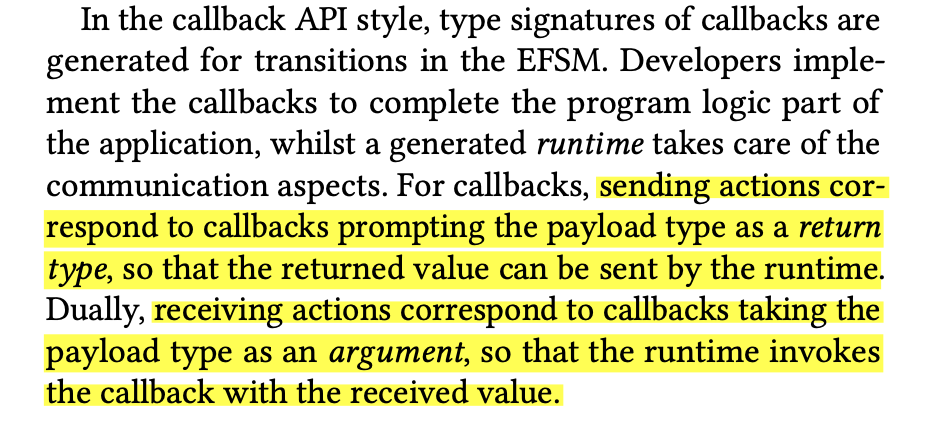 In the callback API style, type signatures of callbacks are
generated for transitions in the EFSM. Developers imple-
ment the callbacks to complete the program logic part of
the application, whilst a generated runtime takes care of the
communication aspects. For callbacks, sending actions cor-
respond to callbacks prompting the payload type as a return
type, so that the returned value can be sent by the runtime.
Dually, receiving actions correspond to callbacks taking the
payload type as an argument, so that the runtime invokes
the callback with the received value.